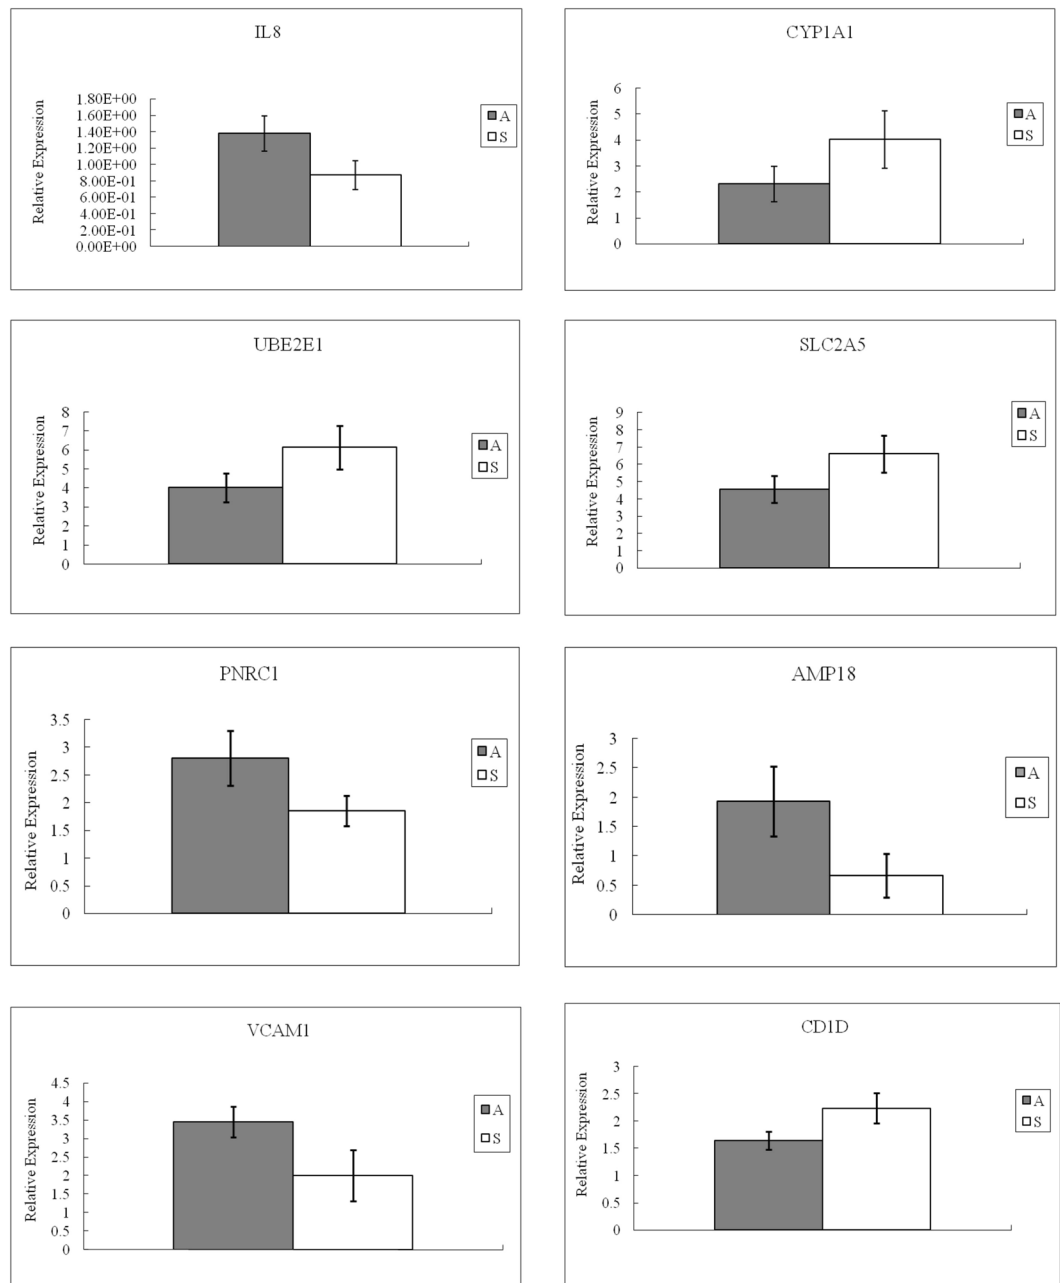 IL8
Relative Expression
1.80E+00
1.60E+00
1.40E+00
1.20E+00
1.00E+00
8.00E-01
6.00E-01
4.00E-01
2.00E-01
0.00E+00
A
S
CYP1A1
Relative Expression
6
5
4
3
2
1
0
A
S
UBE2E1
Relative Expression
8
7
6
5
4
3
2
1
0
A
S
SLC2A5
Relative Expression
9
8
7
6
5
4
3
2
1
0
A
S
PNRC1
Relative Expression
3.5
3
2.5
2
1.5
1
0.5
0
A
S
AMP18
Relative Expression
3
2.5
2
1.5
1
0.5
0
A
S
VCAM1
Relative Expression
4.5
4
3.5
3
2.5
2
1.5
1
0.5
0
A
S
CD1D
Relative Expression
3
2.5
2
1.5
1
0.5
0
A
S